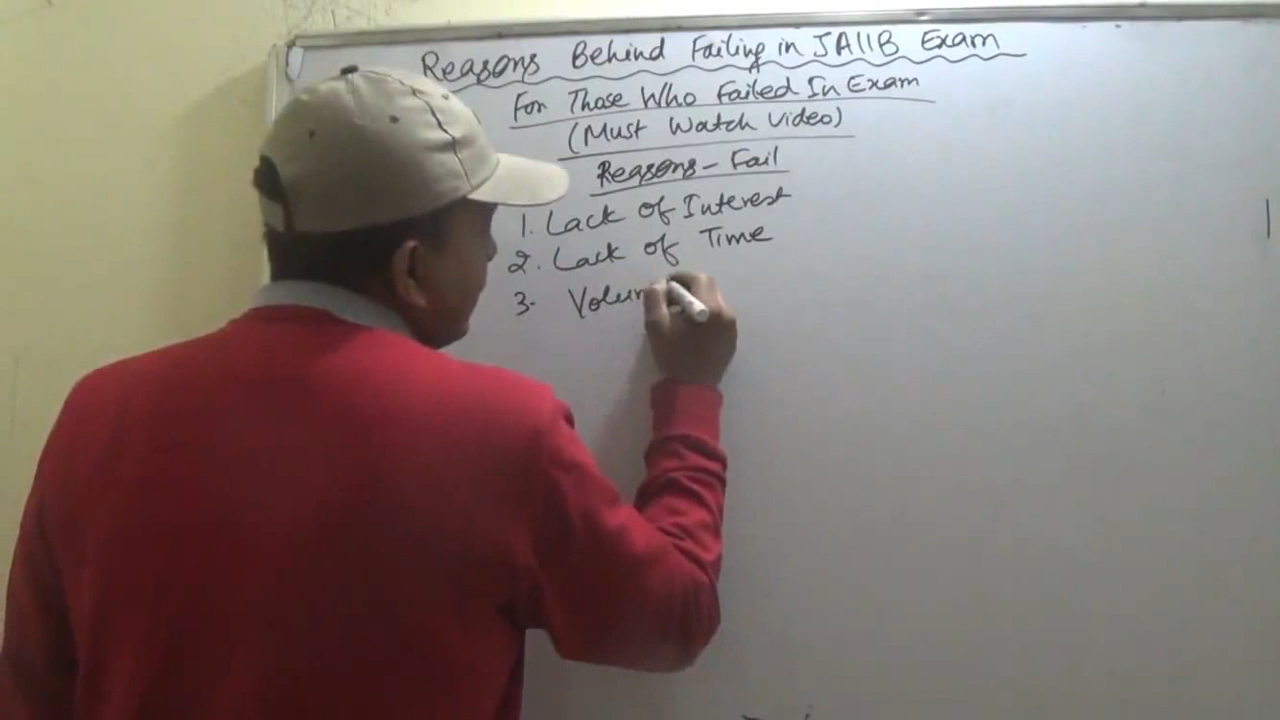 Reasons Behind Failing in JAIIB Exam
For Those Who Failed In Exam
(Must Watch Video)
Reasons - Fail
1. Lack of Interest
2. Lack of Time
3. Volum